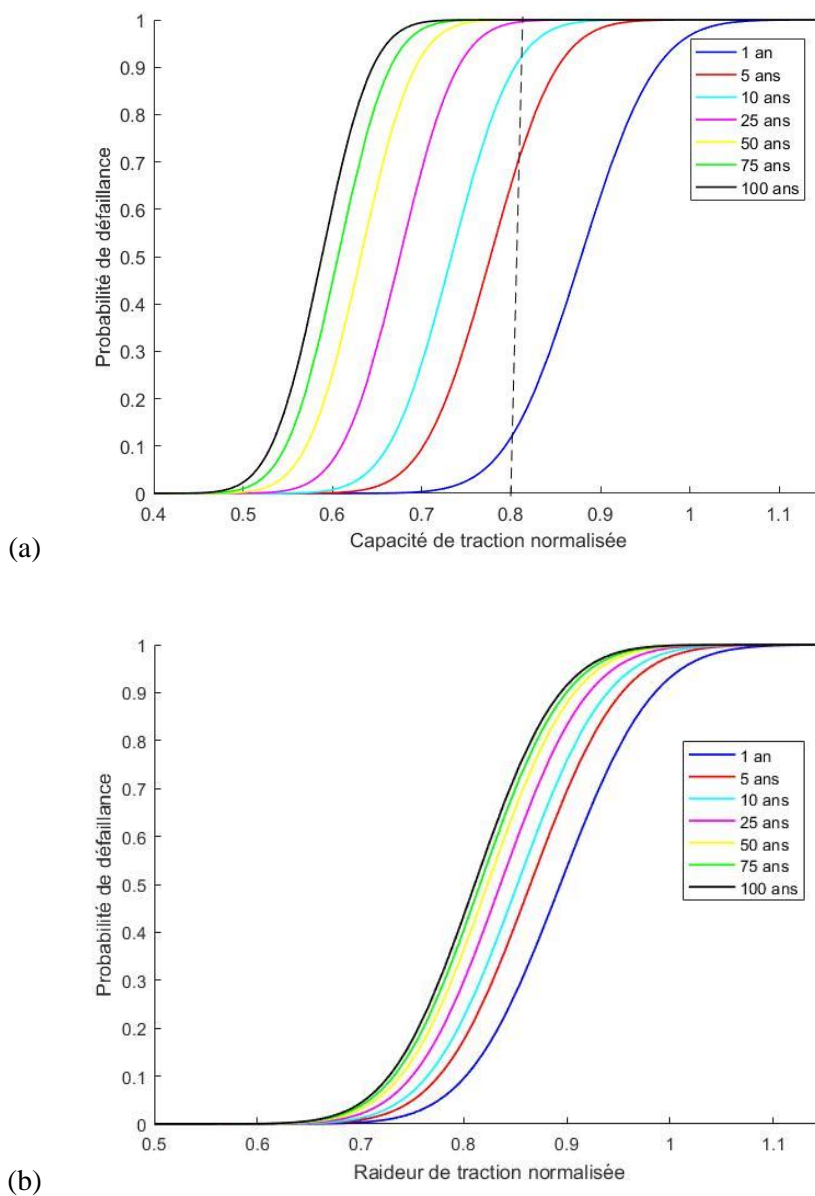 1
0.9
0.8
0.7
0.6
0.5
0.4
0.3
0.2
0.1
0
Probabilité de défaillance
1 an
5 ans
10 ans
25 ans
50 ans
75 ans
100 ans
0.4 0.5 0.6 0.7 0.8 0.9 1 1.1
Capacité de traction normalisée
(a)
1
0.9
0.8
0.7
0.6
0.5
0.4
0.3
0.2
0.1
0
Probabilité de défaillance
1 an
5 ans
10 ans
25 ans
50 ans
75 ans
100 ans
0.5 0.6 0.7 0.8 0.9 1 1.1
Raideur de traction normalisée
(b)